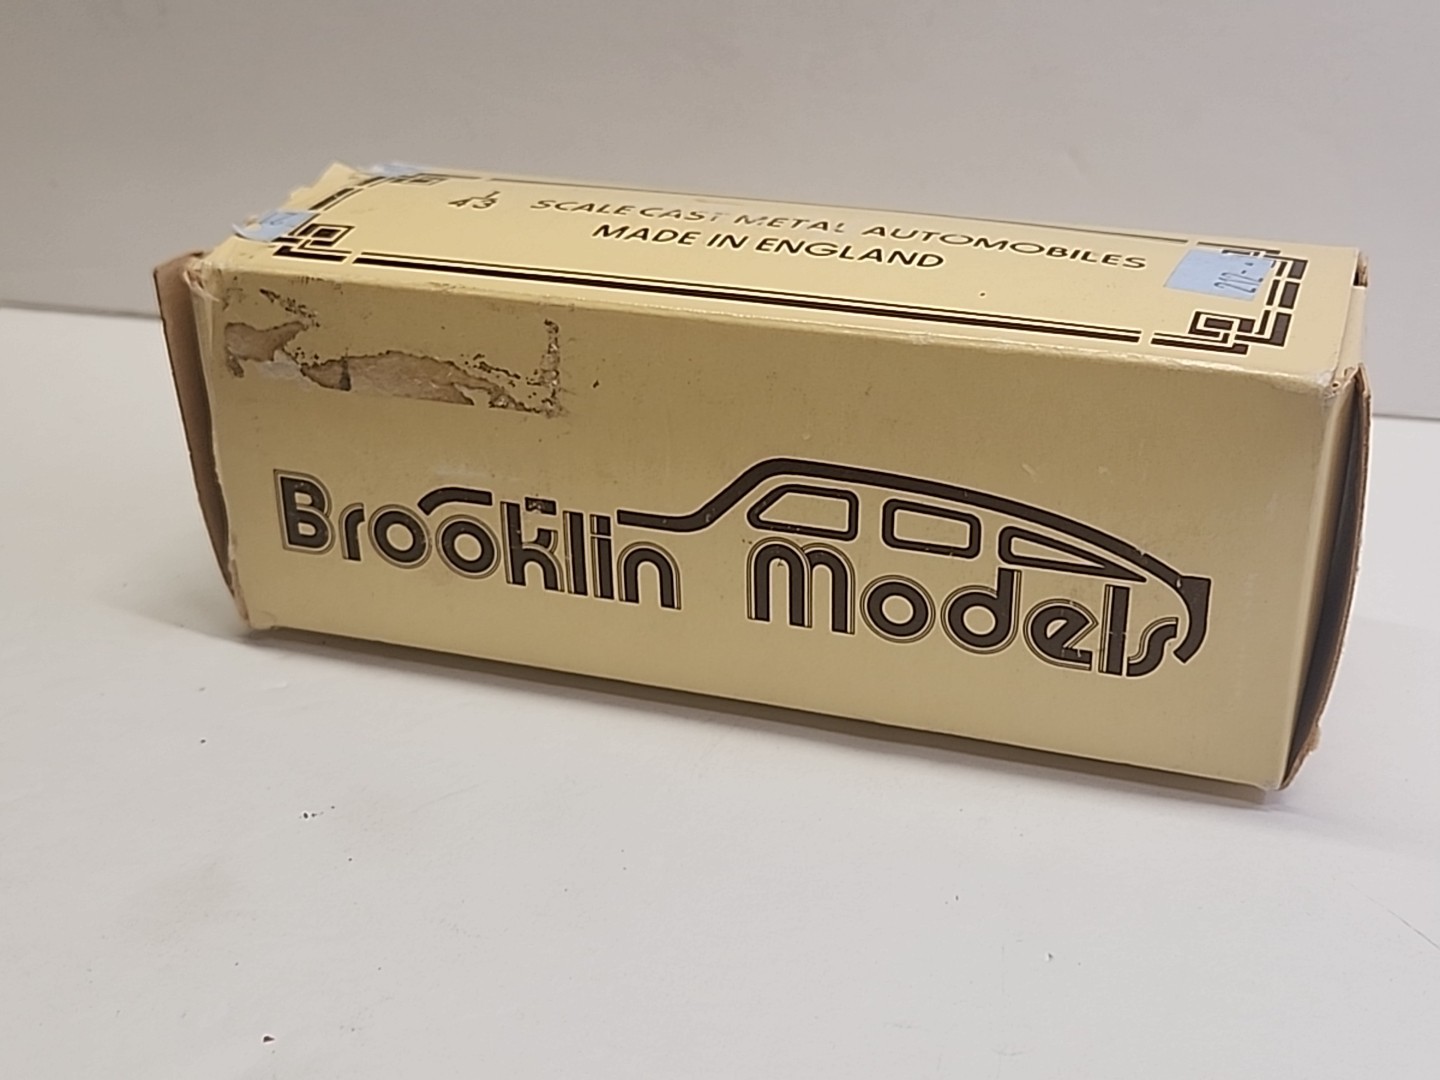 1/43 SCALE CAST METAL AUTOMOBILES
MADE IN ENGLAND
Brooklin Models